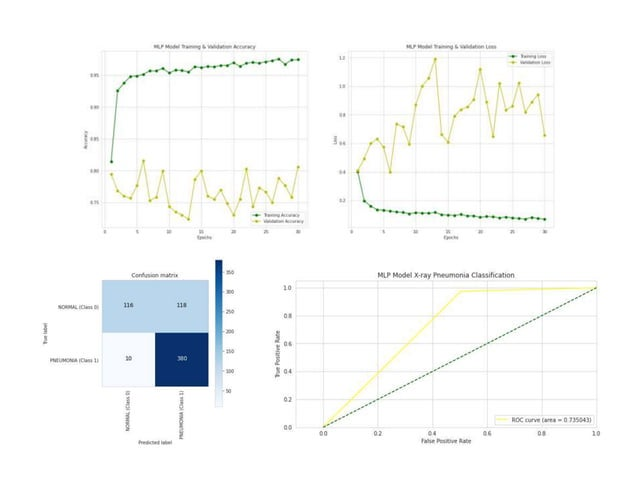 MLP Model Training & Validation Accuracy
0.95
0.90
0.85
0.80
0.75
Accuracy
0
5
10
15
20
25
30
Epochs
Training Accuracy
Validation Accuracy
MLP Model Training & Validation Loss
1.2
1.0
0.8
0.6
0.4
0.2
Loss
0
5
10
15
20
25
30
Epochs
Training Loss
Validation Loss
Confusion matrix
NORMAL (Class 0)
PNEUMONIA (Class 1)
True label
116
118
10
380
NORMAL (Class 0)
PNEUMONIA (Class 1)
Predicted label
350
300
250
200
150
100
50
MLP Model X-ray Pneumonia Classification
1.0
0.8
0.6
0.4
0.2
0.0
True Positive Rate
0.0
0.2
0.4
0.6
0.8
1.0
False Positive Rate
ROC curve (area = 0.735043)